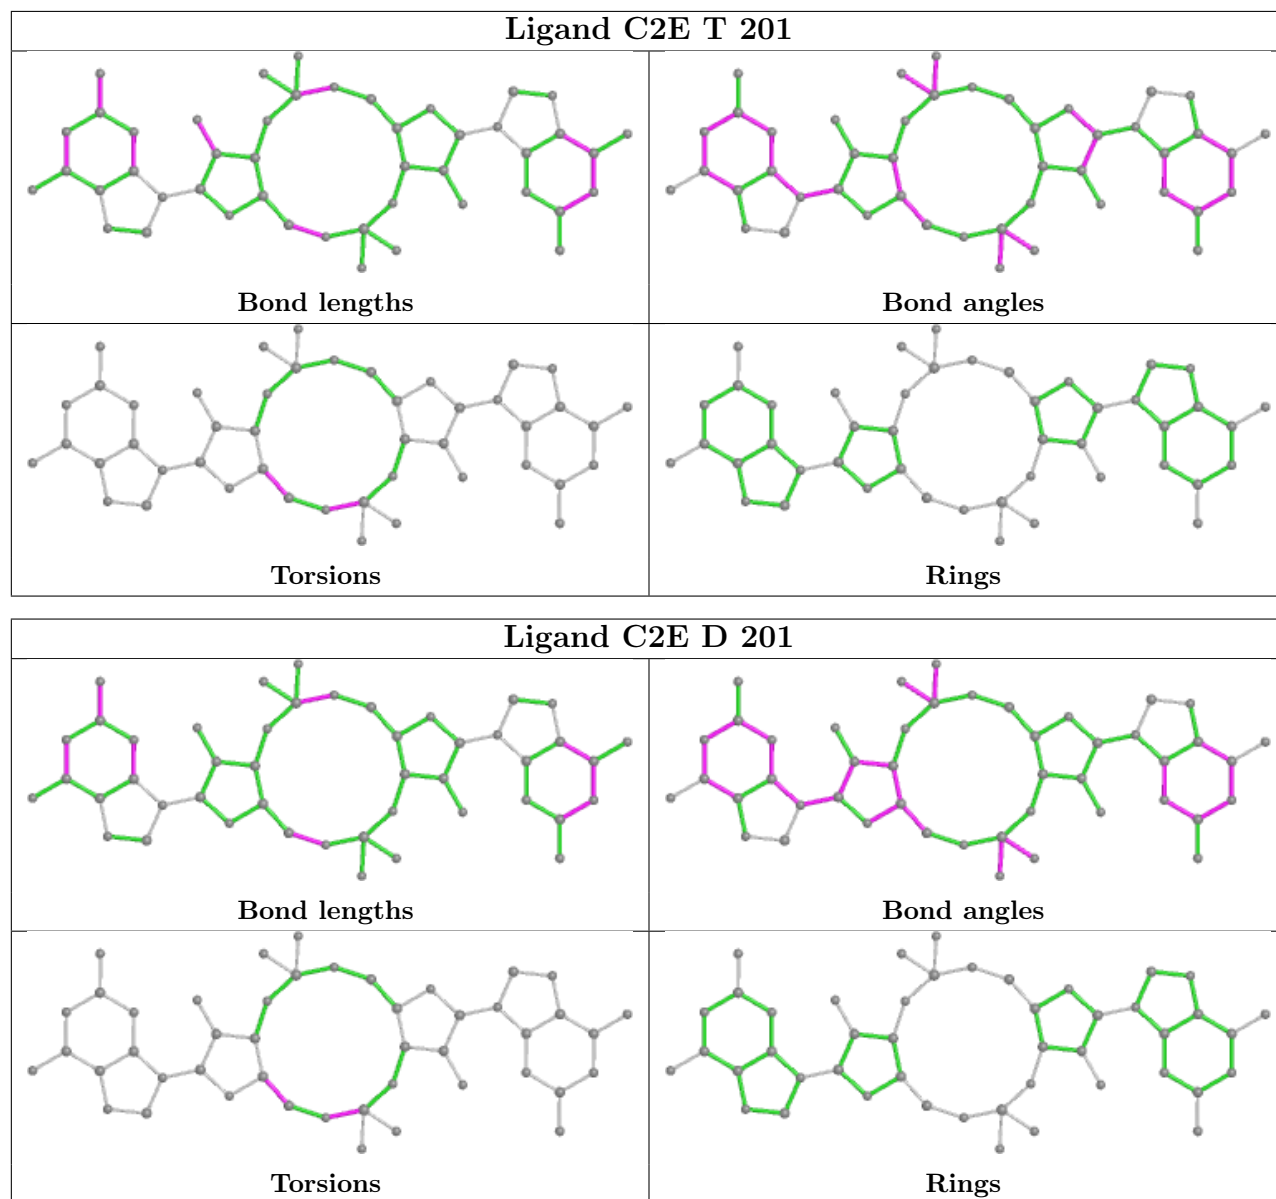 Ligand C2E T 201
Bond lengths
Bond angles
Torsions
Rings
Ligand C2E D 201
Bond lengths
Bond angles
Torsions
Rings